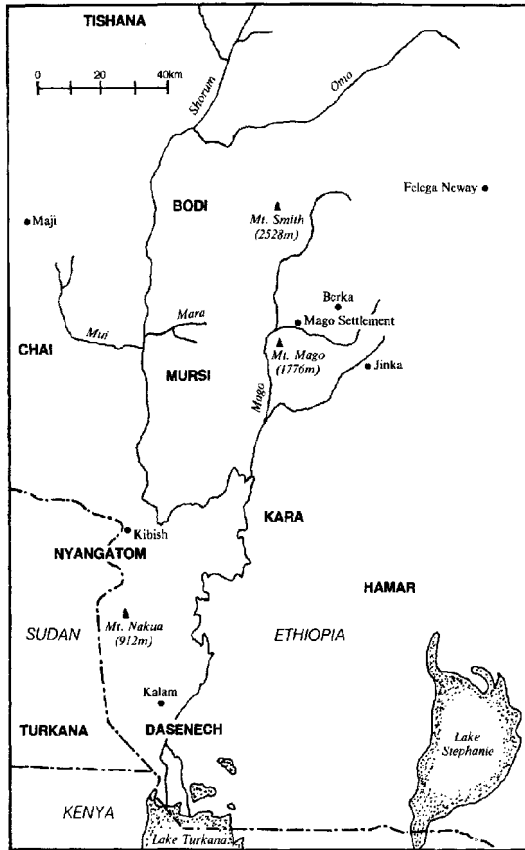 TISHANA
0 20 40km
Shorum
Omo
Felega Neway
BODI
Mt. Smith
(2528m)
Maji
Berka
Mara
Mago Settlement
Mui
CHAI
Mt. Mago
(1776m)
Jinka
MURSI
Mago
KARA
Kibish
NYANGATOM
HAMAR
Mt. Nakua
(912m)
SUDAN
ETHIOPIA
Kalam
TURKANA
DASENECH
Lake
Stephanie
KENYA
Lake Turkana